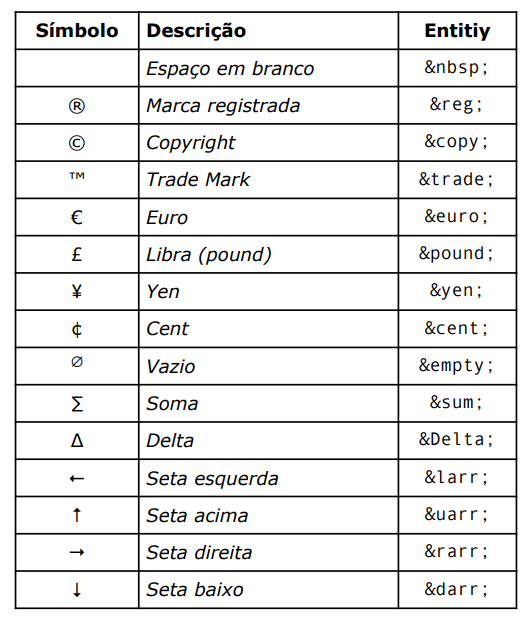 Símbolo Descrição Entitiy
Espaço em branco &nbsp;
® Marca registrada &reg;
© Copyright &copy;
™ Trade Mark &trade;
€ Euro &euro;
£ Libra (pound) &pound;
¥ Yen &yen;
¢ Cent &cent;
∅ Vazio &empty;
∑ Soma &sum;
Δ Delta &Delta;
← Seta esquerda &larr;
↑ Seta acima &uarr;
→ Seta direita &rarr;
↓ Seta baixo &darr;